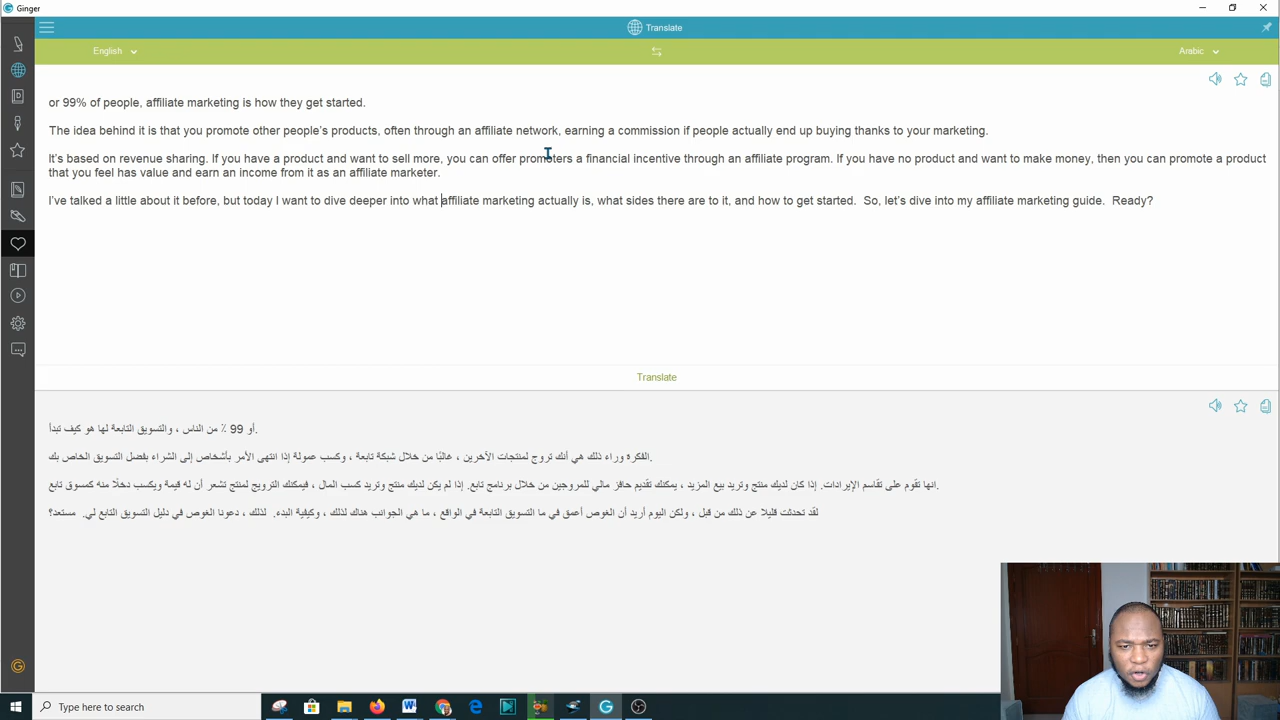 Ginger
Translate
English
Arabic
or 99% of people, affiliate marketing is how they get started.
The idea behind it is that you promote other people's products, often through an affiliate network, earning a commission if people actually end up buying thanks to your marketing.
It's based on revenue sharing. If you have a product and want to sell more, you can offer promoters a financial incentive through an affiliate program. If you have no product and want to make money, then you can promote a product
that you feel has value and earn an income from it as an affiliate marketer.
I've talked a little about it before, but today I want to dive deeper into what affiliate marketing actually is, what sides there are to it, and how to get started.  So, let's dive into my affiliate marketing guide.  Ready?
Translate
أو 99 ٪ من الناس ، والتسويق التابعة لها هو كيف تبدأ.
الفكرة وراء ذلك هي أنك تروج لمنتجات الآخرين ، غالبًا من خلال شبكة تابعة ، وكسب عمولة إذا انتهى الأمر بأشخاص إلى الشراء بفضل التسويق الخاص بك.
انها تقوم على تقاسم الإيرادات. إذا كان لديك منتج وتريد بيع المزيد ، يمكنك تقديم حافز مالي للمروجين من خلال برنامج تابع. إذا لم يكن لديك منتج وتريد كسب المال ، فيمكنك الترويج لمنتج تشعر أن له قيمة ويكسب دخلًا منه كمسوق تابع.
لقد تحدثت قليلا عن ذلك من قبل ، ولكن اليوم أريد أن الغوص أعمق في ما التسويق التابعة في الواقع ، ما هي الجوانب هناك لذلك ، وكيفية البدء.  لذلك ، دعونا الغوص في دليل التسويق التابع لي.  مستعد؟
Type here to search